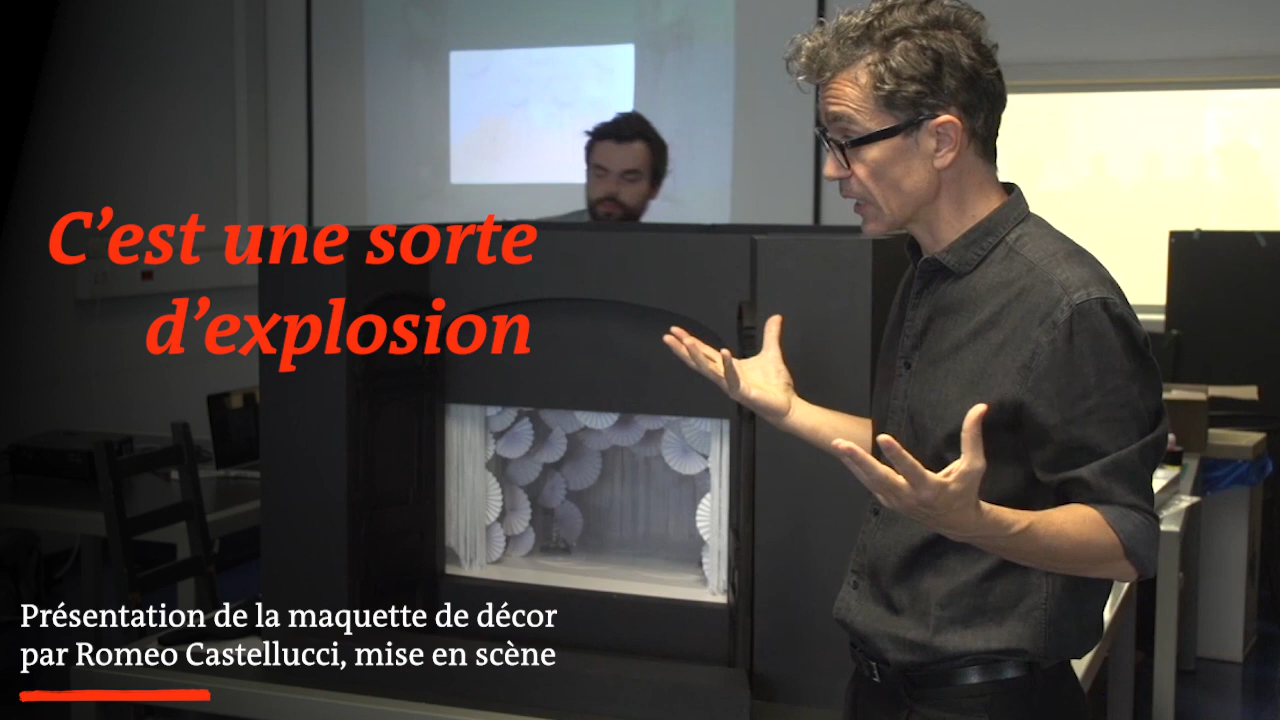 C’est une sorte
d’explosion
Présentation de la maquette de décor
par Romeo Castellucci, mise en scène